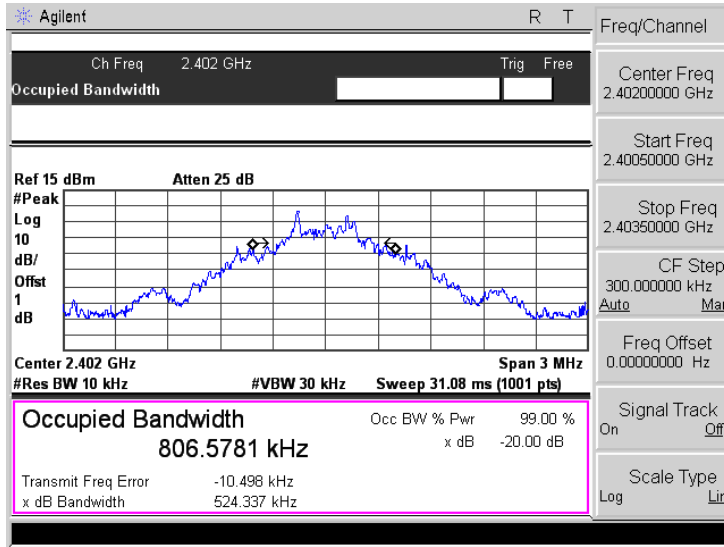 Agilent R T
Ch Freq 2.402 GHz Trig Free
Occupied Bandwidth
Ref 15 dBm Atten 25 dB
#Peak
Log
10
dB/
Offst
1
dB
Center 2.402 GHz Span 3 MHz
#Res BW 10 kHz #VBW 30 kHz Sweep 31.08 ms (1001 pts)
Occupied Bandwidth Occ BW % Pwr 99.00 %
806.5781 kHz x dB -20.00 dB
Transmit Freq Error -10.498 kHz
x dB Bandwidth 524.337 kHz
Freq/Channel
Center Freq
2.40200000 GHz
Start Freq
2.40050000 GHz
Stop Freq
2.40350000 GHz
CF Step
300.000000 kHz
Auto Mar
Freq Offset
0.00000000 Hz
Signal Track
On Off
Scale Type
Log Lin